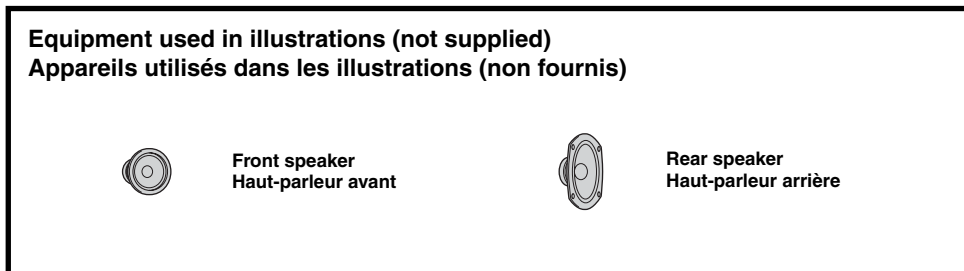 Equipment used in illustrations (not supplied)
Appareils utilisés dans les illustrations (non fournis)
Front speaker
Haut-parleur avant
Rear speaker
Haut-parleur arrière